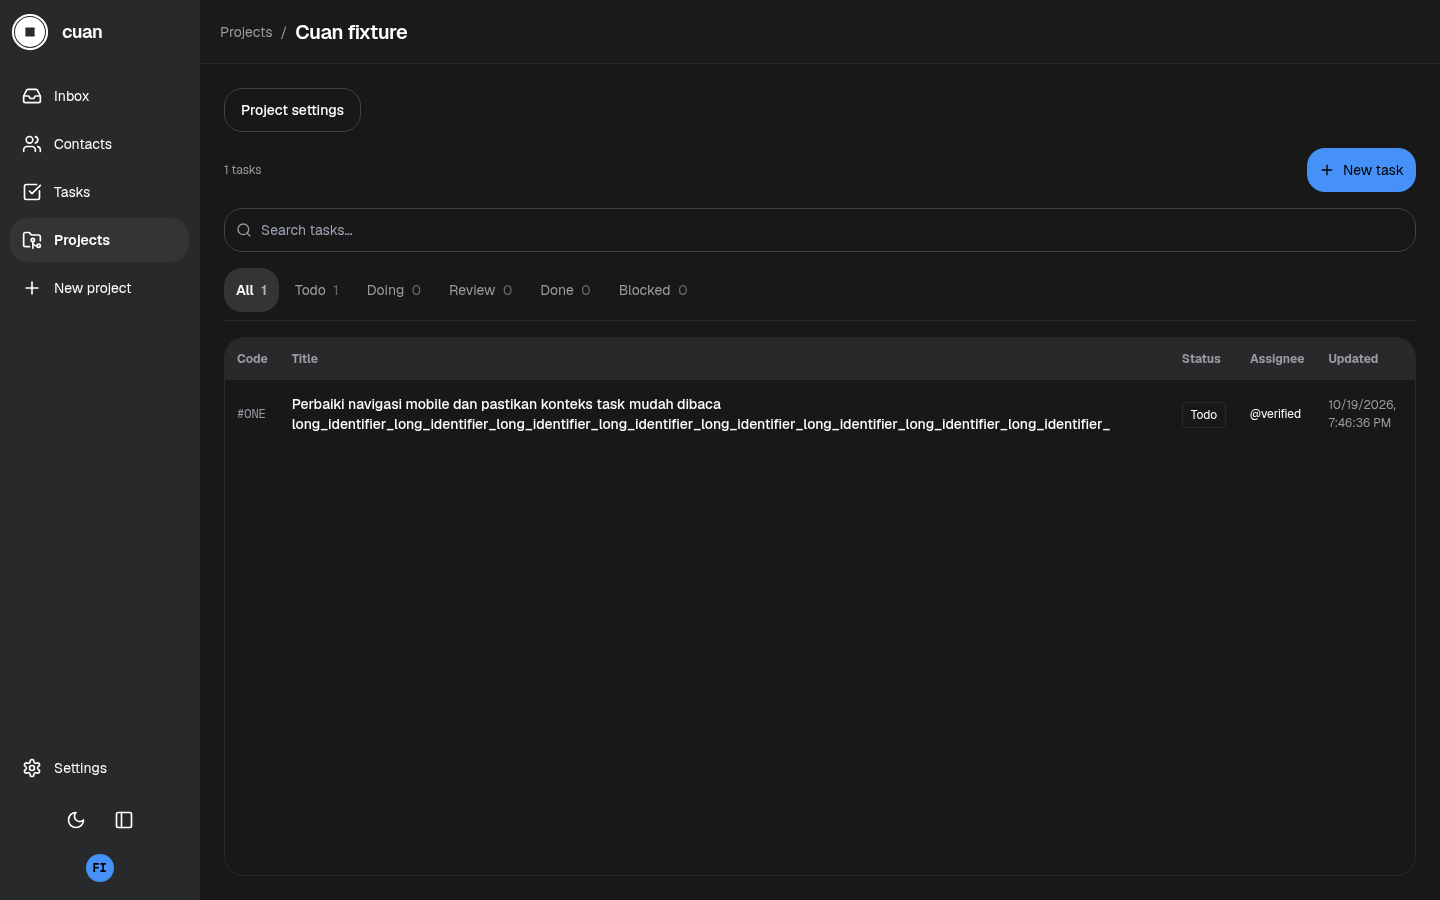 cuan
Inbox
Contacts
Tasks
Projects
New project
Settings
FI
Projects / Cuan fixture
Project settings
1 tasks
New task
Search tasks…
All 1 Todo 1 Doing 0 Review 0 Done 0 Blocked 0
Code Title Status Assignee Updated
#ONE
Perbaiki navigasi mobile dan pastikan konteks task mudah dibaca
long_identifier_long_identifier_long_identifier_long_identifier_long_identifier_long_identifier_long_identifier_long_identifier_
Todo
@verified
10/19/2026,
7:46:36 PM